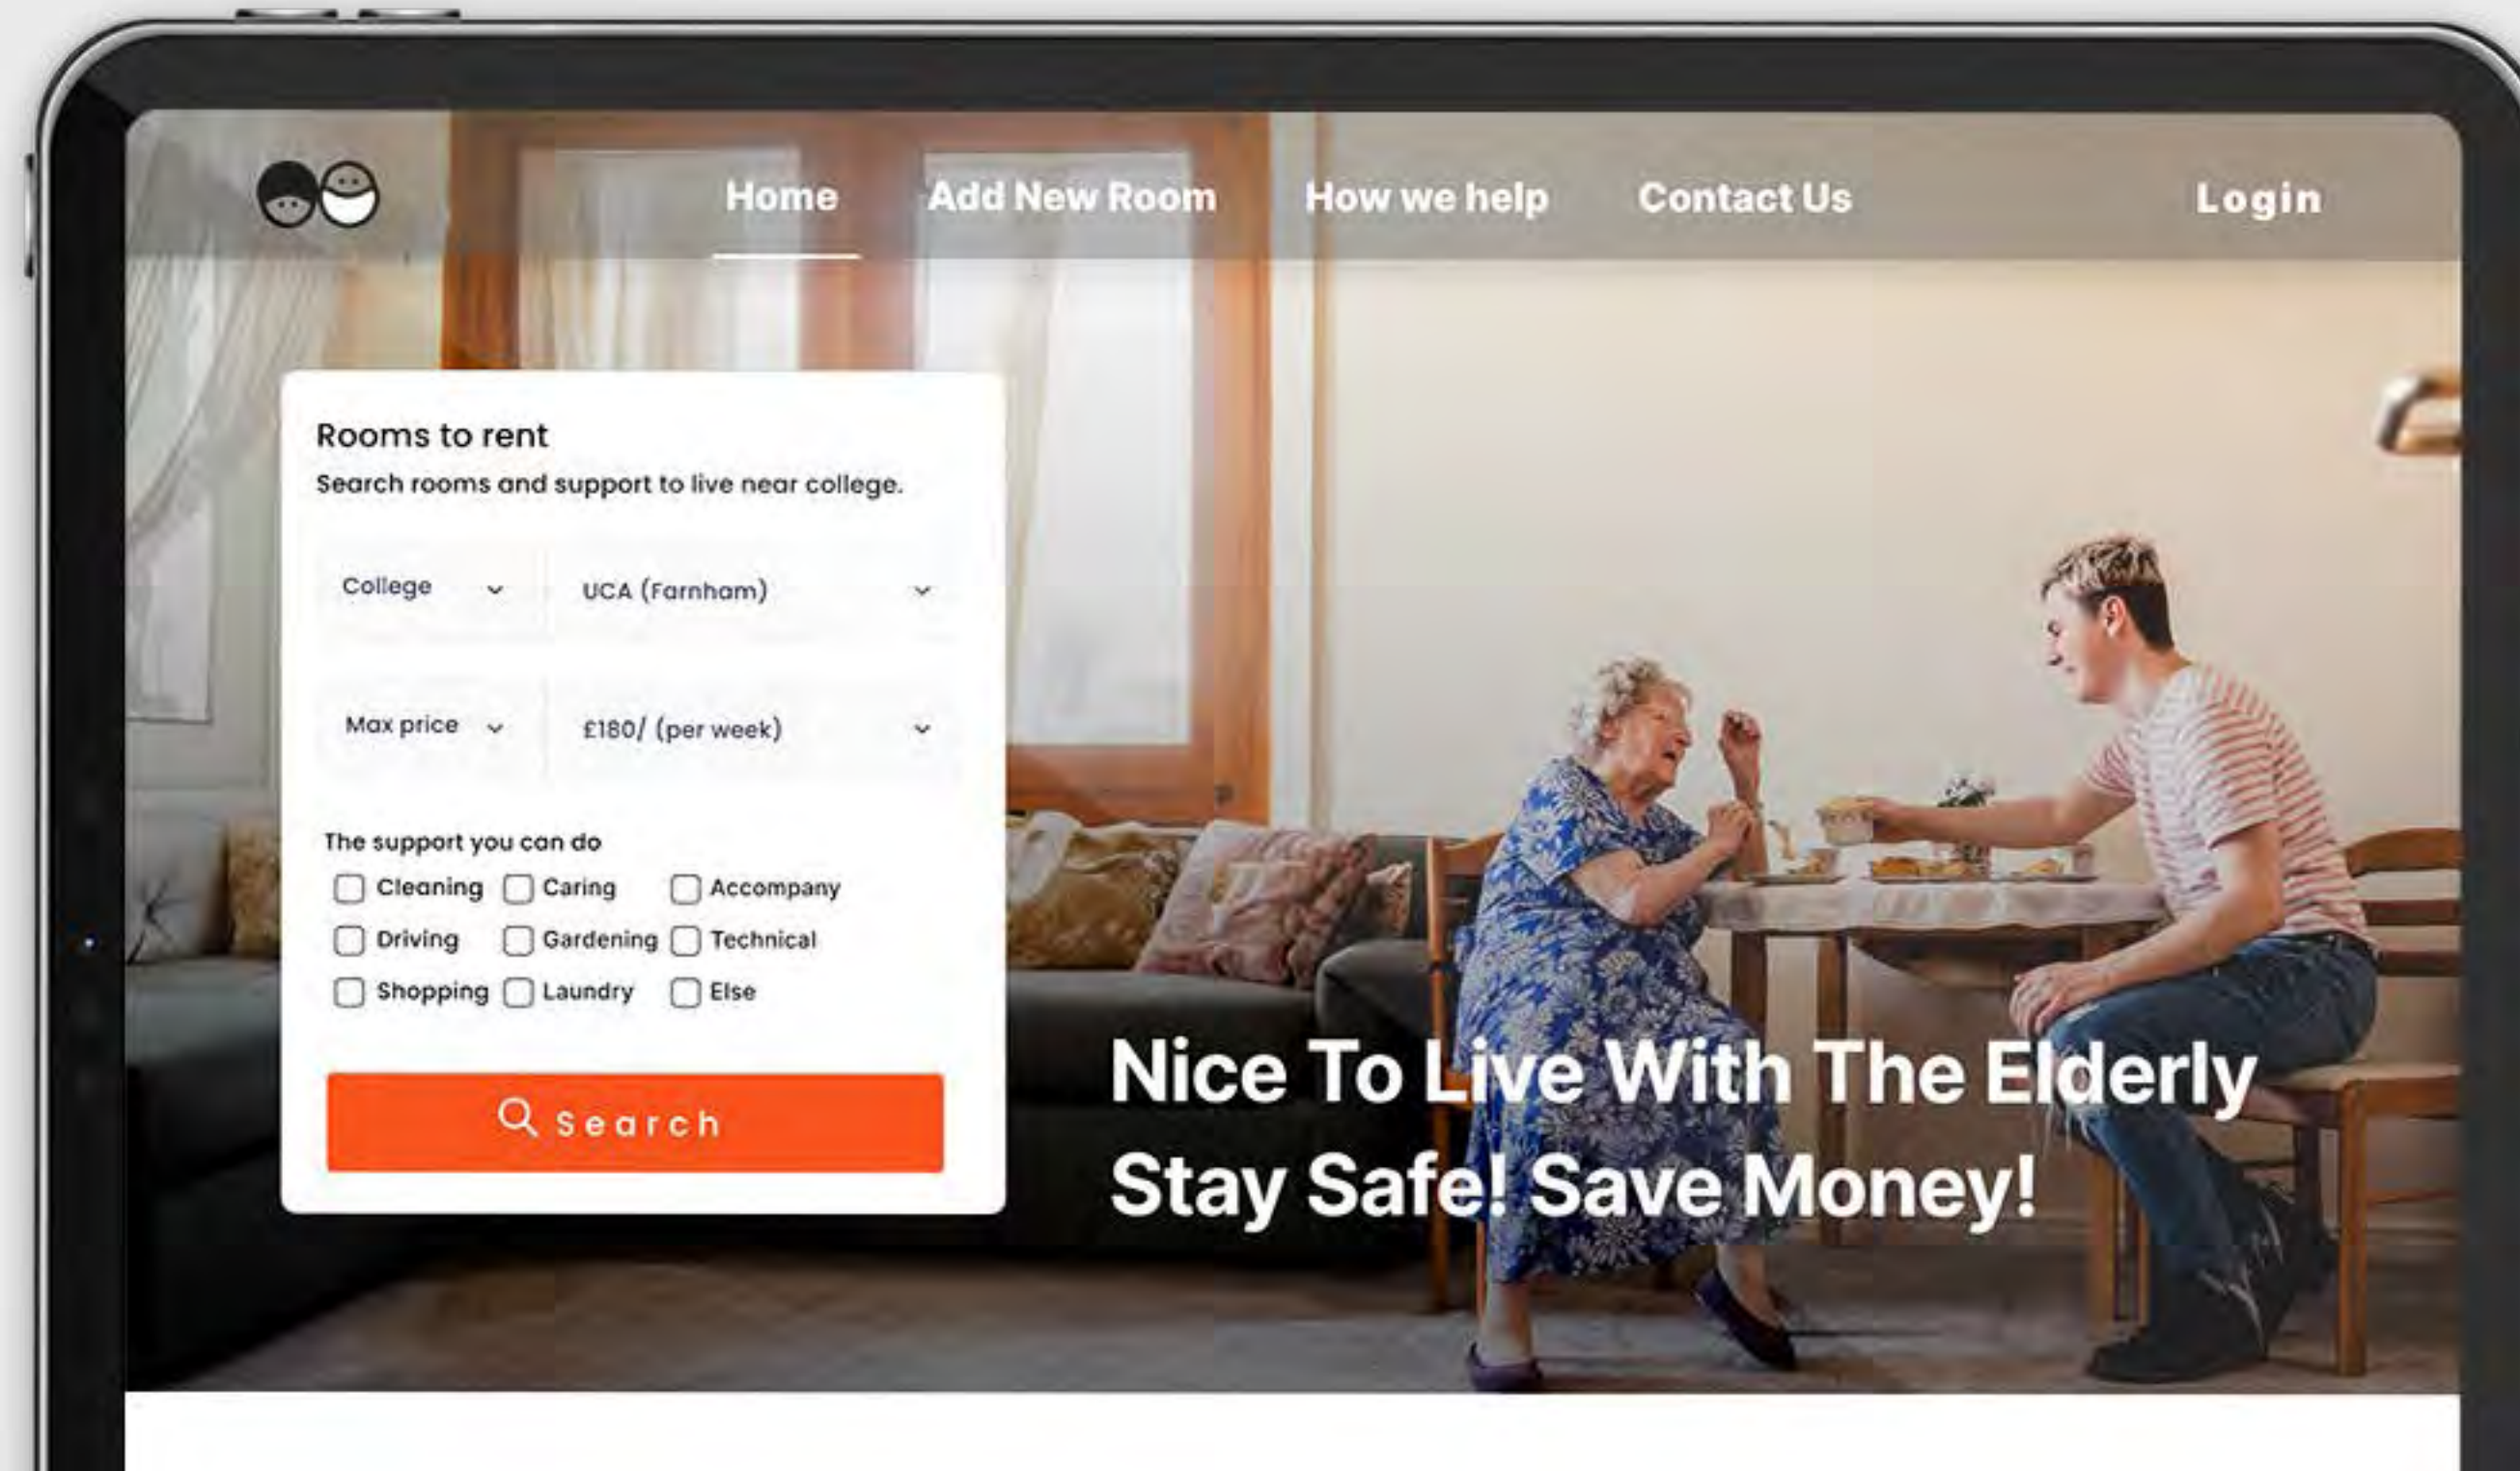 Home Add New Room How we help Contact Us Login
Rooms to rent
Search rooms and support to live near college.
College UCA (Farnham)
Max price £180/ (per week)
The support you can do
Cleaning Caring Accompany
Driving Gardening Technical
Shopping Laundry Else
Search
Nice To Live With The Elderly
Stay Safe! Save Money!